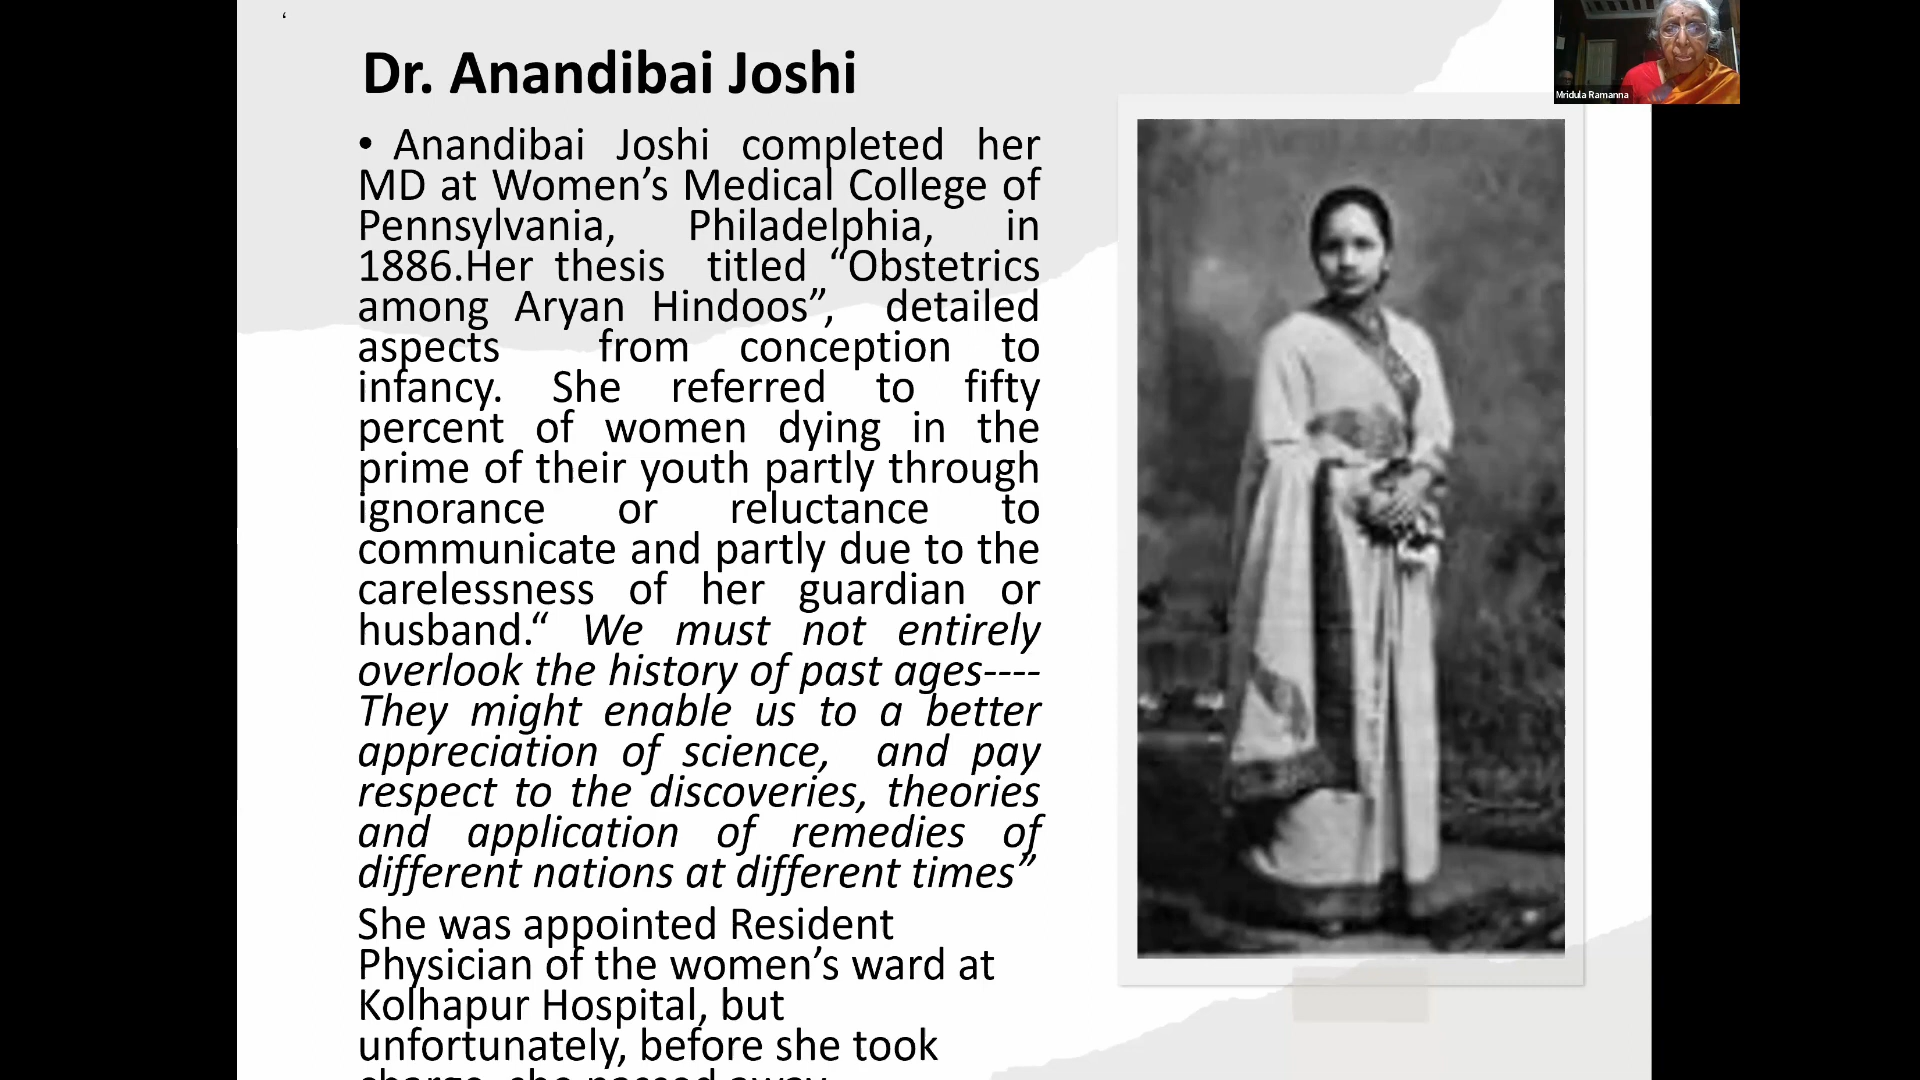 ‘
Dr. Anandibai Joshi
• Anandibai Joshi completed her
MD at Women’s Medical College of
Pennsylvania, Philadelphia, in
1886.Her thesis titled “Obstetrics
among Aryan Hindoos”, detailed
aspects from conception to
infancy. She referred to fifty
percent of women dying in the
prime of their youth partly through
ignorance or reluctance to
communicate and partly due to the
carelessness of her guardian or
husband.“ We must not entirely
overlook the history of past ages----
They might enable us to a better
appreciation of science, and pay
respect to the discoveries, theories
and application of remedies of
different nations at different times”
She was appointed Resident
Physician of the women’s ward at
Kolhapur Hospital, but
unfortunately, before she took
charge, she passed away
Mridula Ramanna